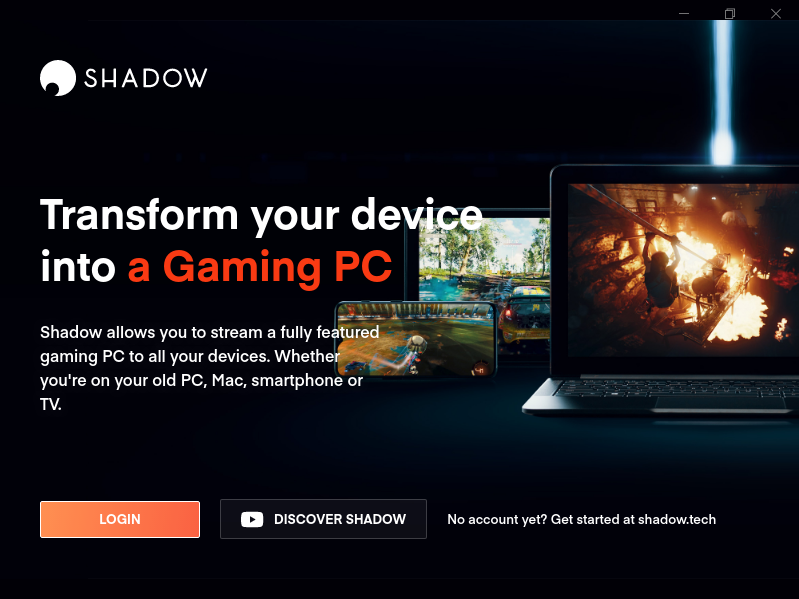 SHADOW
Transform your device
into a Gaming PC
Shadow allows you to stream a fully featured
gaming PC to all your devices. Whether
you're on your old PC, Mac, smartphone or
TV.
LOGIN
DISCOVER SHADOW
No account yet? Get started at shadow.tech